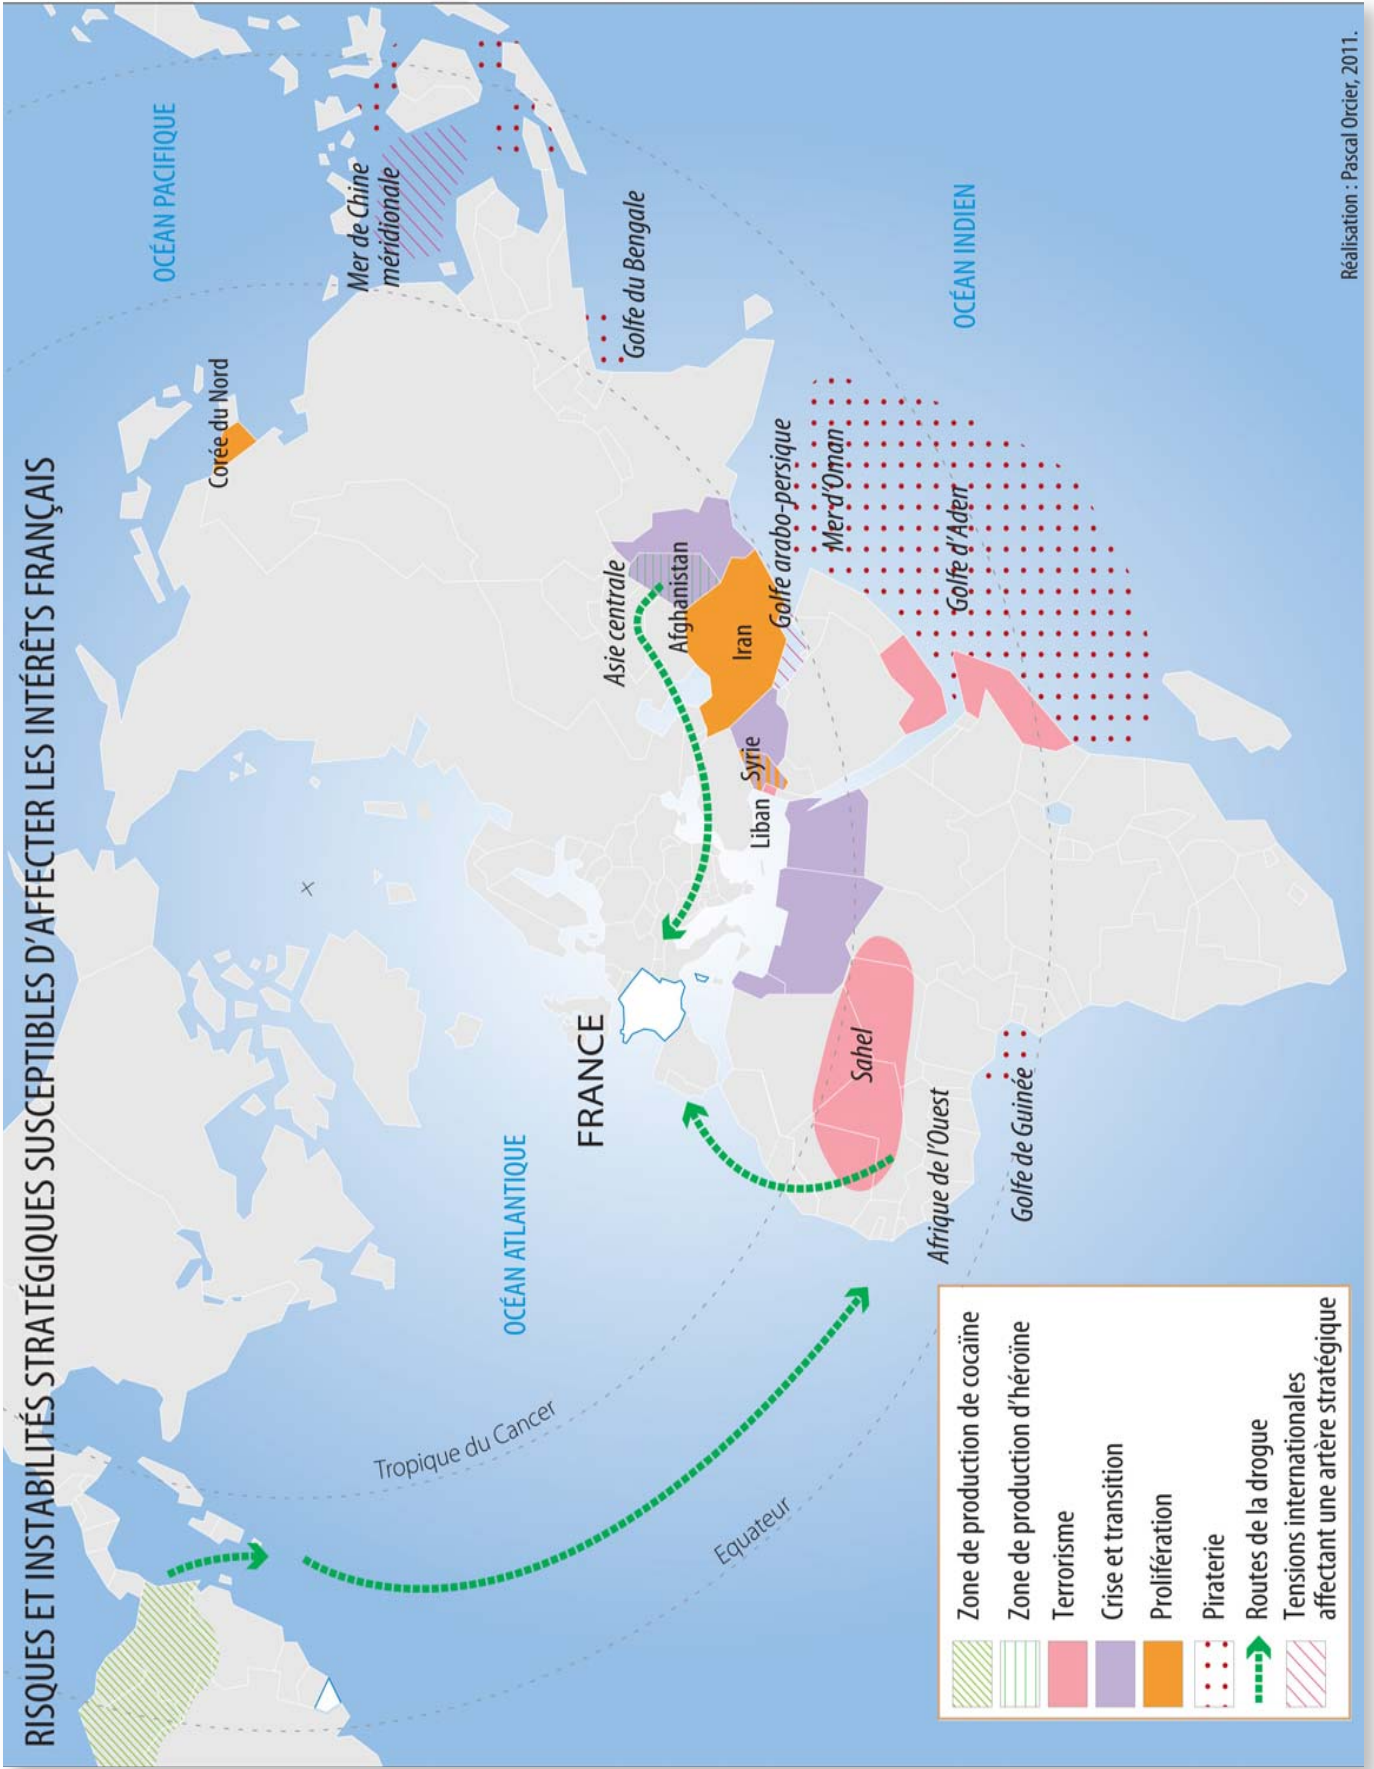 RISQUES ET INSTABILITÉS STRATÉGIQUES SUSCEPTIBLES D'AFFECTER LES INTÉRÊTS FRANÇAIS
OCÉAN PACIFIQUE
Corée du Nord
Mer de Chine
méridionale
Tropique du Cancer
OCÉAN ATLANTIQUE
FRANCE
Asie centrale
Golfe du Bengale
Afghanistan
Iran
Syrie
Liban
Equateur
Golfe arabo-persique
Mer d'Oman
Sahel
Afrique de l'Ouest
Golfe d'Aden
OCÉAN INDIEN
Golfe de Guinée
Zone de production de cocaïne
Zone de production d'héroïne
Terrorisme
Crise et transition
Prolifération
Piraterie
Routes de la drogue
Tensions internationales
affectant une artère stratégique
Réalisation : Pascal Orcier, 2011.